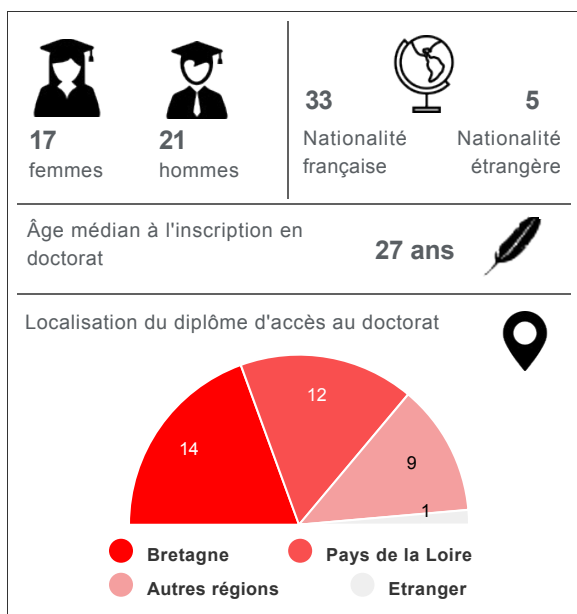 17
femmes
21
hommes
33
Nationalité
française
5
Nationalité
étrangère
Âge médian à l'inscription en
doctorat
27 ans
Localisation du diplôme d'accès au doctorat
14
12
9
1
Bretagne
Pays de la Loire
Autres régions
Etranger